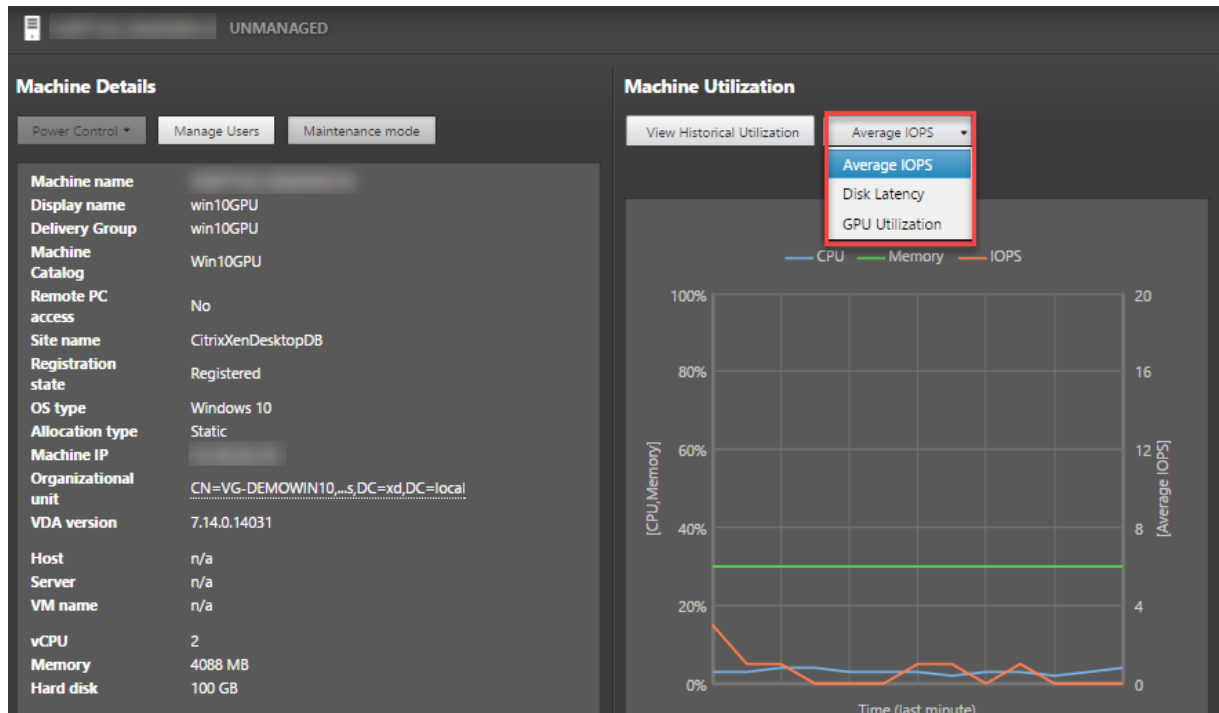 UNMANAGED
Machine Details
Power Control
Manage Users
Maintenance mode
Machine name
Display name win10GPU
Delivery Group win10GPU
Machine
Catalog Win10GPU
Remote PC
access No
Site name CitrixXenDesktopDB
Registration
state Registered
OS type Windows 10
Allocation type Static
Machine IP
Organizational
unit CN=VG-DEMOWIN10,...s,DC=xd,DC=local
VDA version 7.14.0.14031
Host n/a
Server n/a
VM name n/a
vCPU 2
Memory 4088 MB
Hard disk 100 GB
Machine Utilization
View Historical Utilization
Average IOPS
Average IOPS
Disk Latency
GPU Utilization
CPU Memory IOPS
100% 20
80% 16
60% 12
40% 8
20% 4
0% 0
[CPU,Memory]
[Average IOPS]
Time (last minute)